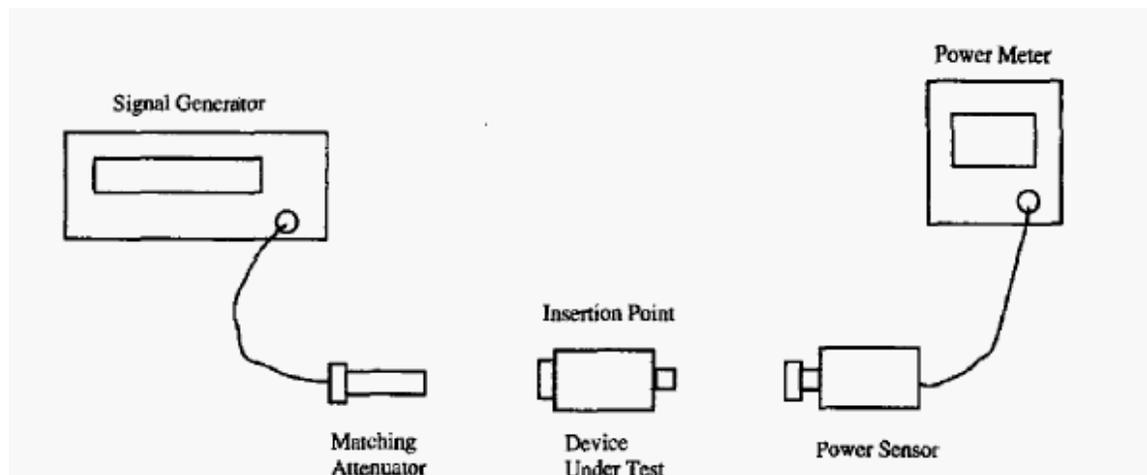 Power Meter
Signal Generator
Insertion Point
Matching
Attenuator
Device
Under Test
Power Sensor